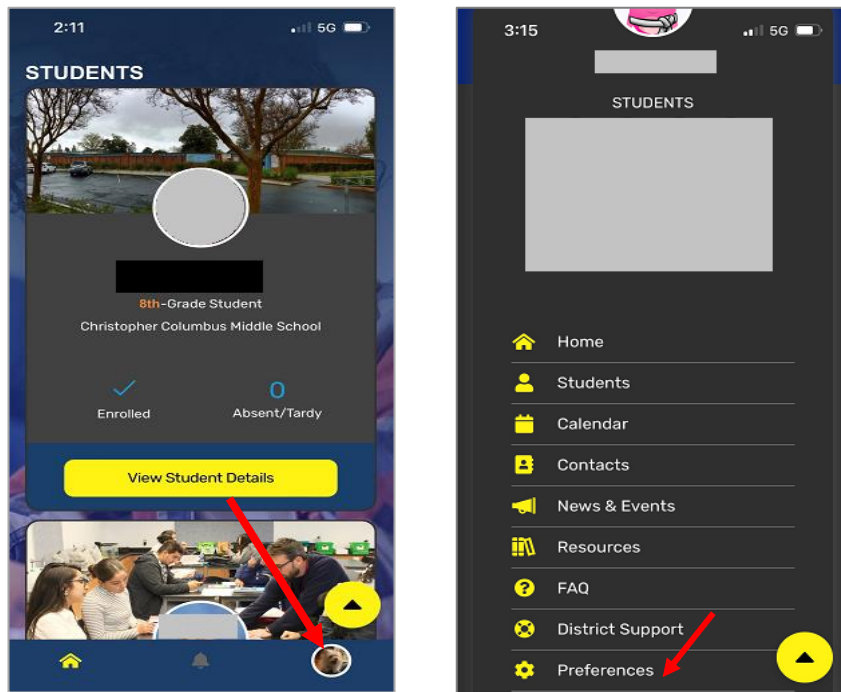 2:11
5G
STUDENTS
8th-Grade Student
Christopher Columbus Middle School
0
Enrolled
Absent/Tardy
View Student Details
3:15
5G
STUDENTS
Home
Students
Calendar
Contacts
News & Events
Resources
FAQ
District Support
Preferences